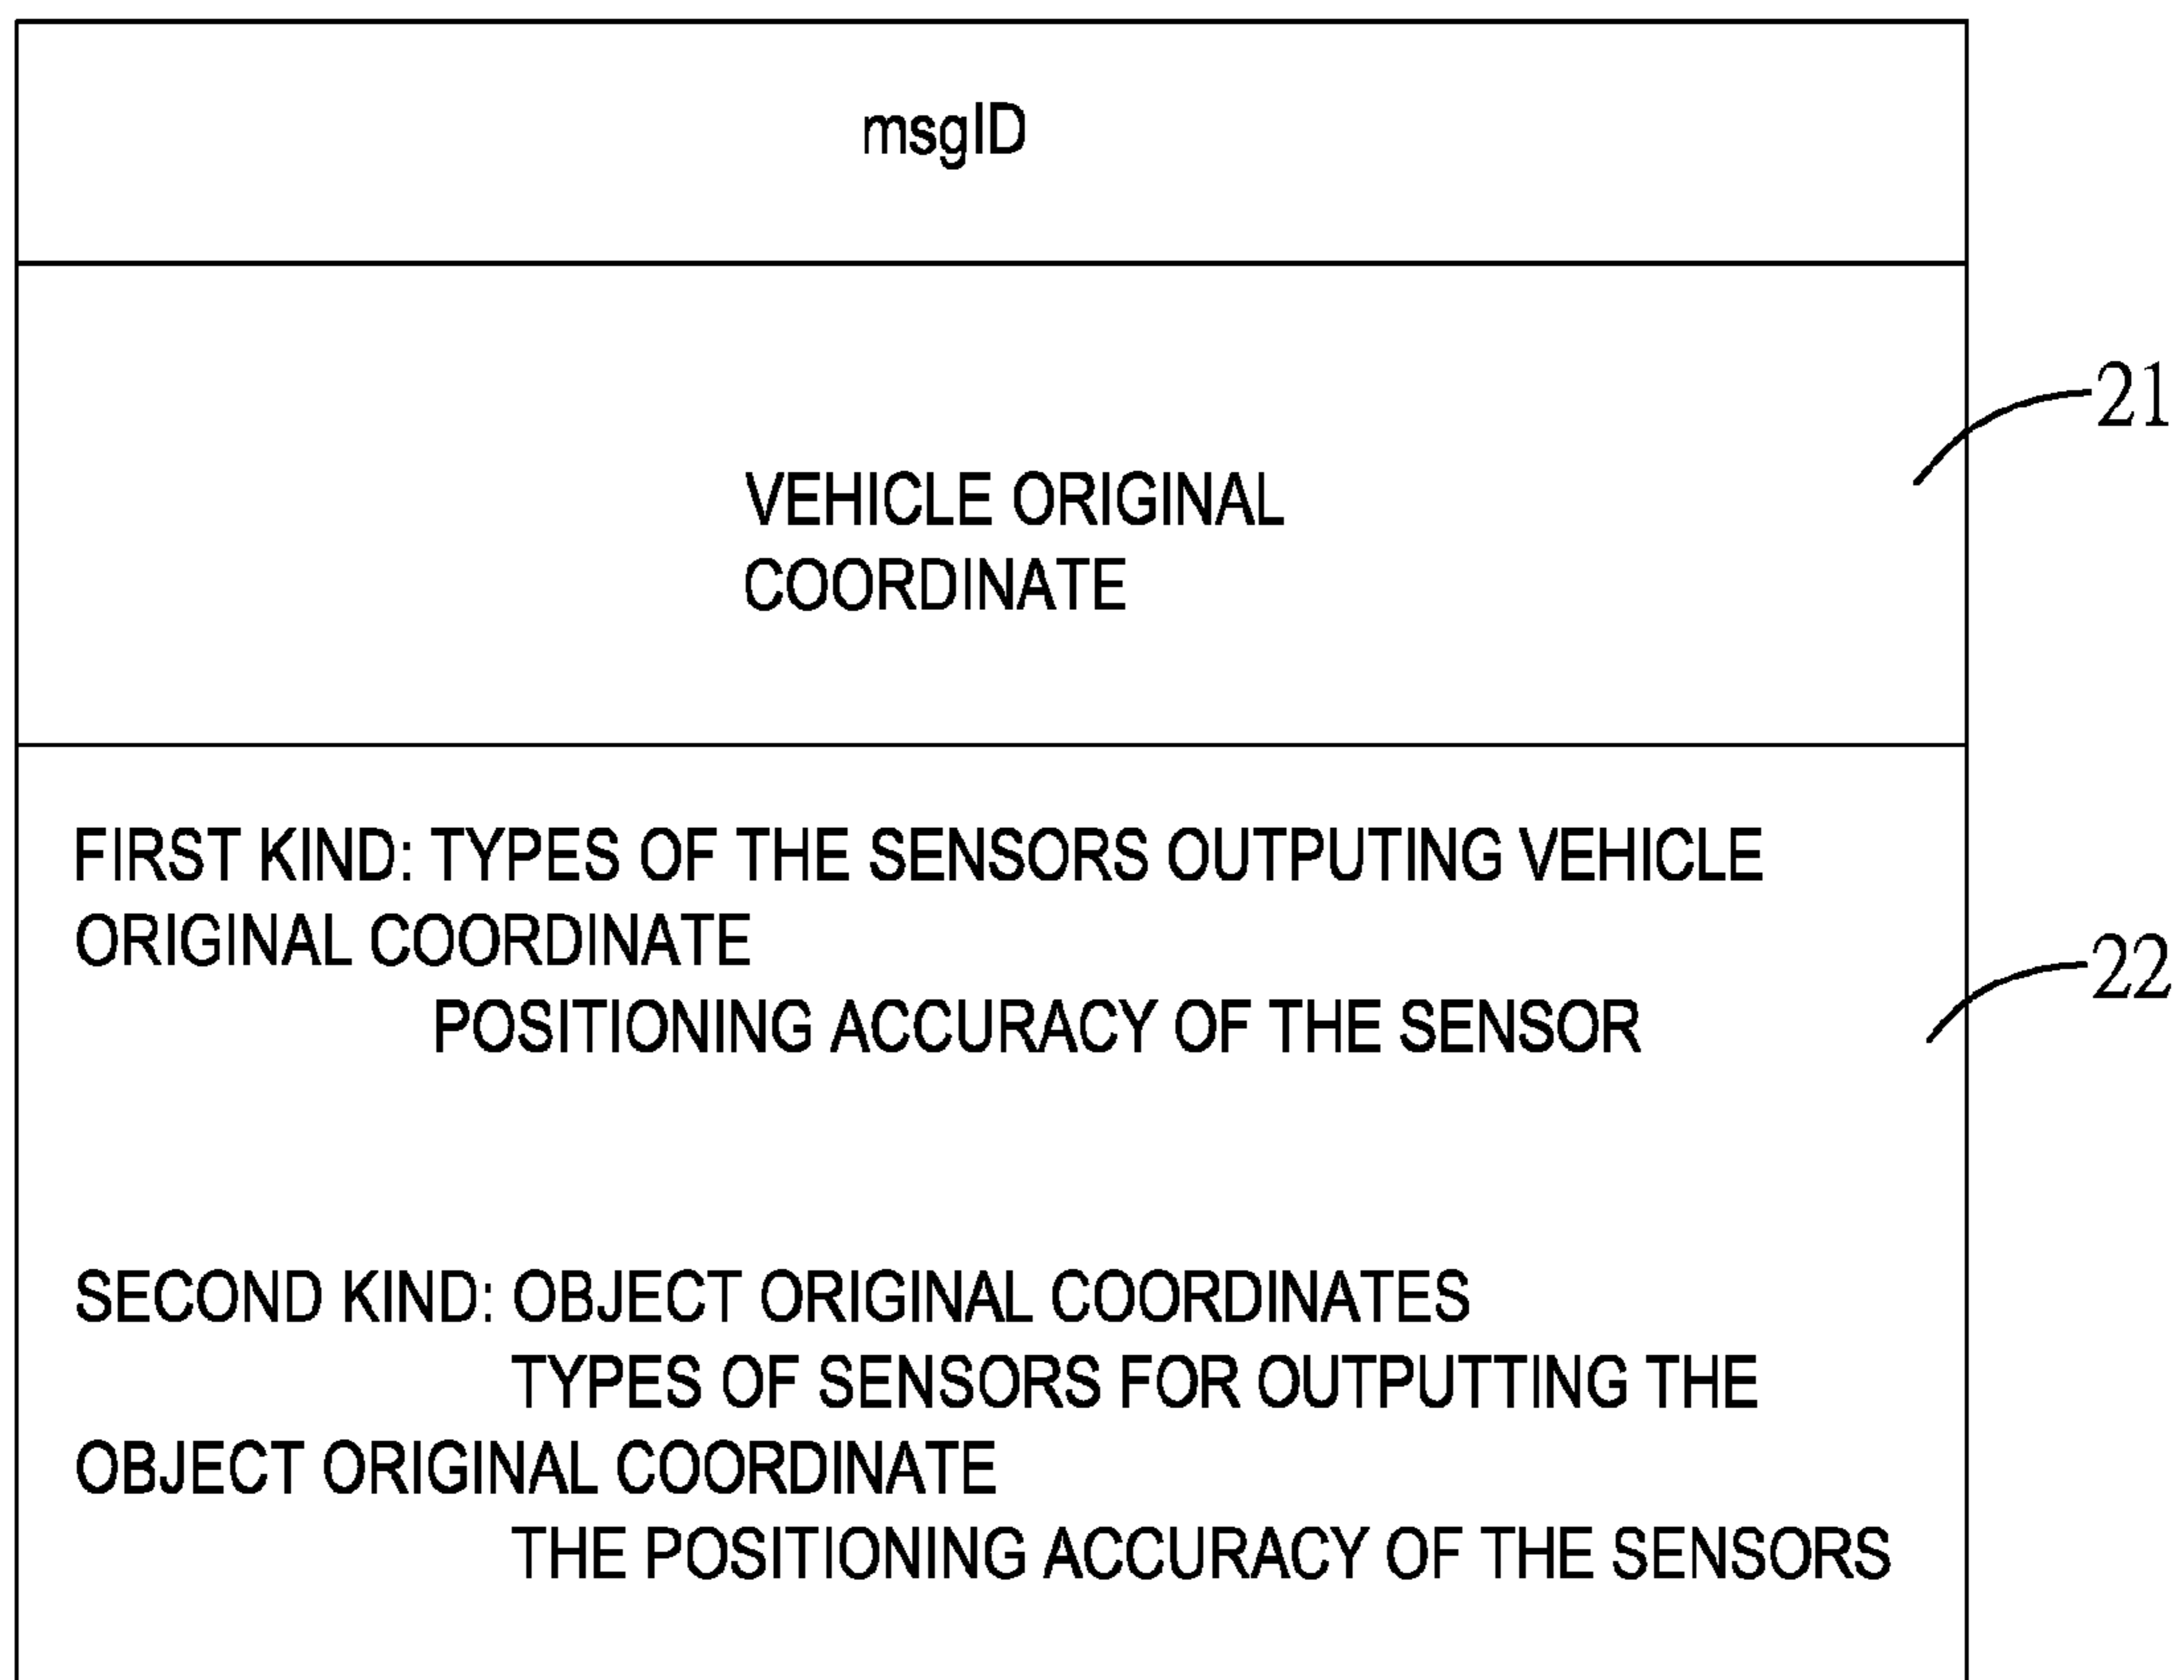 msgID
21
VEHICLE ORIGINAL
COORDINATE
FIRST KIND: TYPES OF THE SENSORS OUTPUTING VEHICLE
ORIGINAL COORDINATE
22
POSITIONING ACCURACY OF THE SENSOR
SECOND KIND: OBJECT ORIGINAL COORDINATES
TYPES OF SENSORS FOR OUTPUTTING THE
OBJECT ORIGINAL COORDINATE
THE POSITIONING ACCURACY OF THE SENSORS